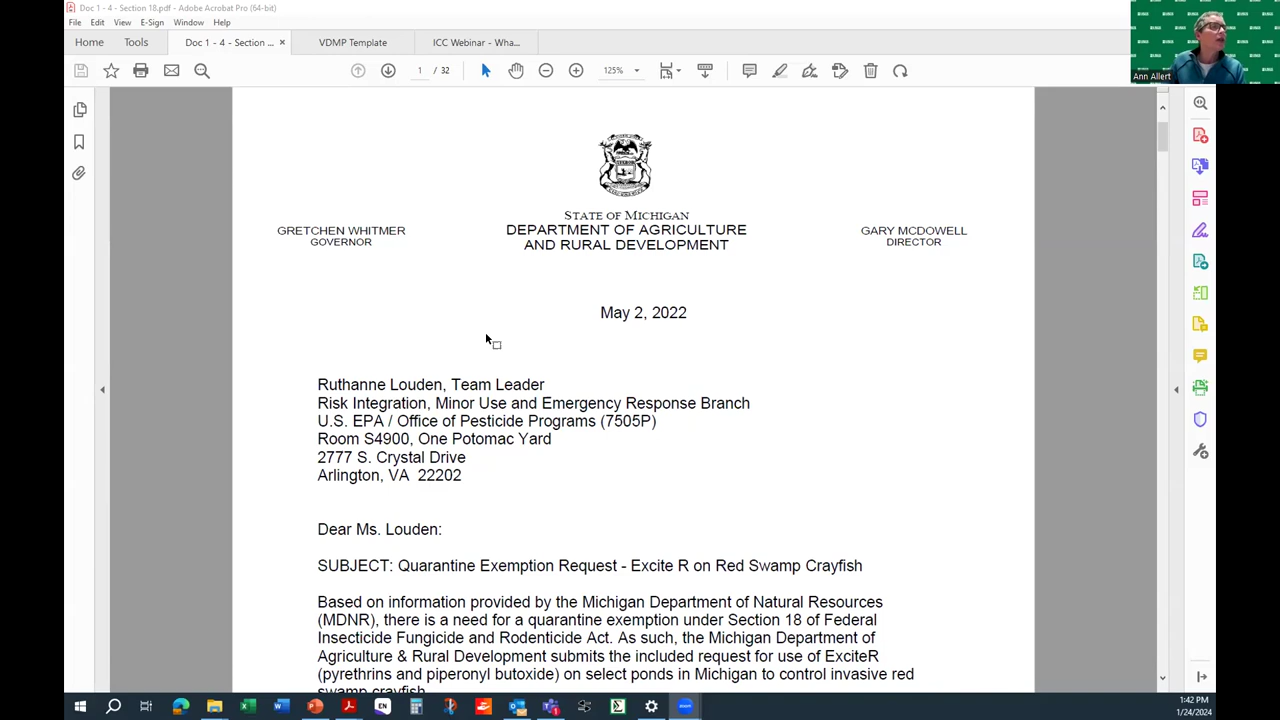 Doc 1 - 4 - Section 18.pdf - Adobe Acrobat Pro (64-bit)
File Edit View E-Sign Window Help
Home Tools Doc 1 - 4 - Section ... × VDMP Template ICC Webinar - Wha...
1 / 32 125%
Ann Allert
STATE OF MICHIGAN
GRETCHEN WHITMER DEPARTMENT OF AGRICULTURE GARY MCDOWELL
GOVERNOR AND RURAL DEVELOPMENT DIRECTOR
May 2, 2022
Ruthanne Louden, Team Leader
Risk Integration, Minor Use and Emergency Response Branch
U.S. EPA / Office of Pesticide Programs (7505P)
Room S4900, One Potomac Yard
2777 S. Crystal Drive
Arlington, VA 22202
Dear Ms. Louden:
SUBJECT: Quarantine Exemption Request - Excite R on Red Swamp Crayfish
Based on information provided by the Michigan Department of Natural Resources
(MDNR), there is a need for a quarantine exemption under Section 18 of Federal
Insecticide Fungicide and Rodenticide Act. As such, the Michigan Department of
Agriculture & Rural Development submits the included request for use of ExciteR
(pyrethrins and piperonyl butoxide) on select ponds in Michigan to control invasive red
swamp crayfish
1:42 PM
1/24/2024